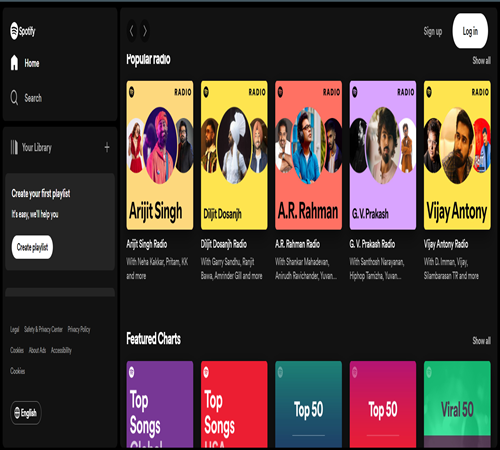 Spotify
Home
Search
Your Library
Create your first playlist
It's easy, we'll help you
Create playlist
Legal Safety & Privacy Center Privacy Policy
Cookies About Ads Accessibility
Cookies
English
Sign up
Log in
Popular radio
Show all
RADIO
Arijit Singh
Arijit Singh Radio
With Neha Kakkar, Pritam, KK
and more
RADIO
Diljit Dosanjh
Diljit Dosanjh Radio
With Garry Sandhu, Ranjit
Bawa, Amrinder Gill and more
RADIO
A.R. Rahman
A.R. Rahman Radio
With Shankar Mahadevan,
Anirudh Ravichander, Yuvan...
RADIO
G.V. Prakash
G.V. Prakash Radio
With Santhosh Narayanan,
Hiphop Tamizha, Yuvan...
RADIO
Vijay Antony
Vijay Antony Radio
With D. Imman, Vijay,
Silambarasan TR and more
Featured Charts
Show all
Top
Songs
Global
Top
Songs
USA
Top 50
Top 50
Viral 50